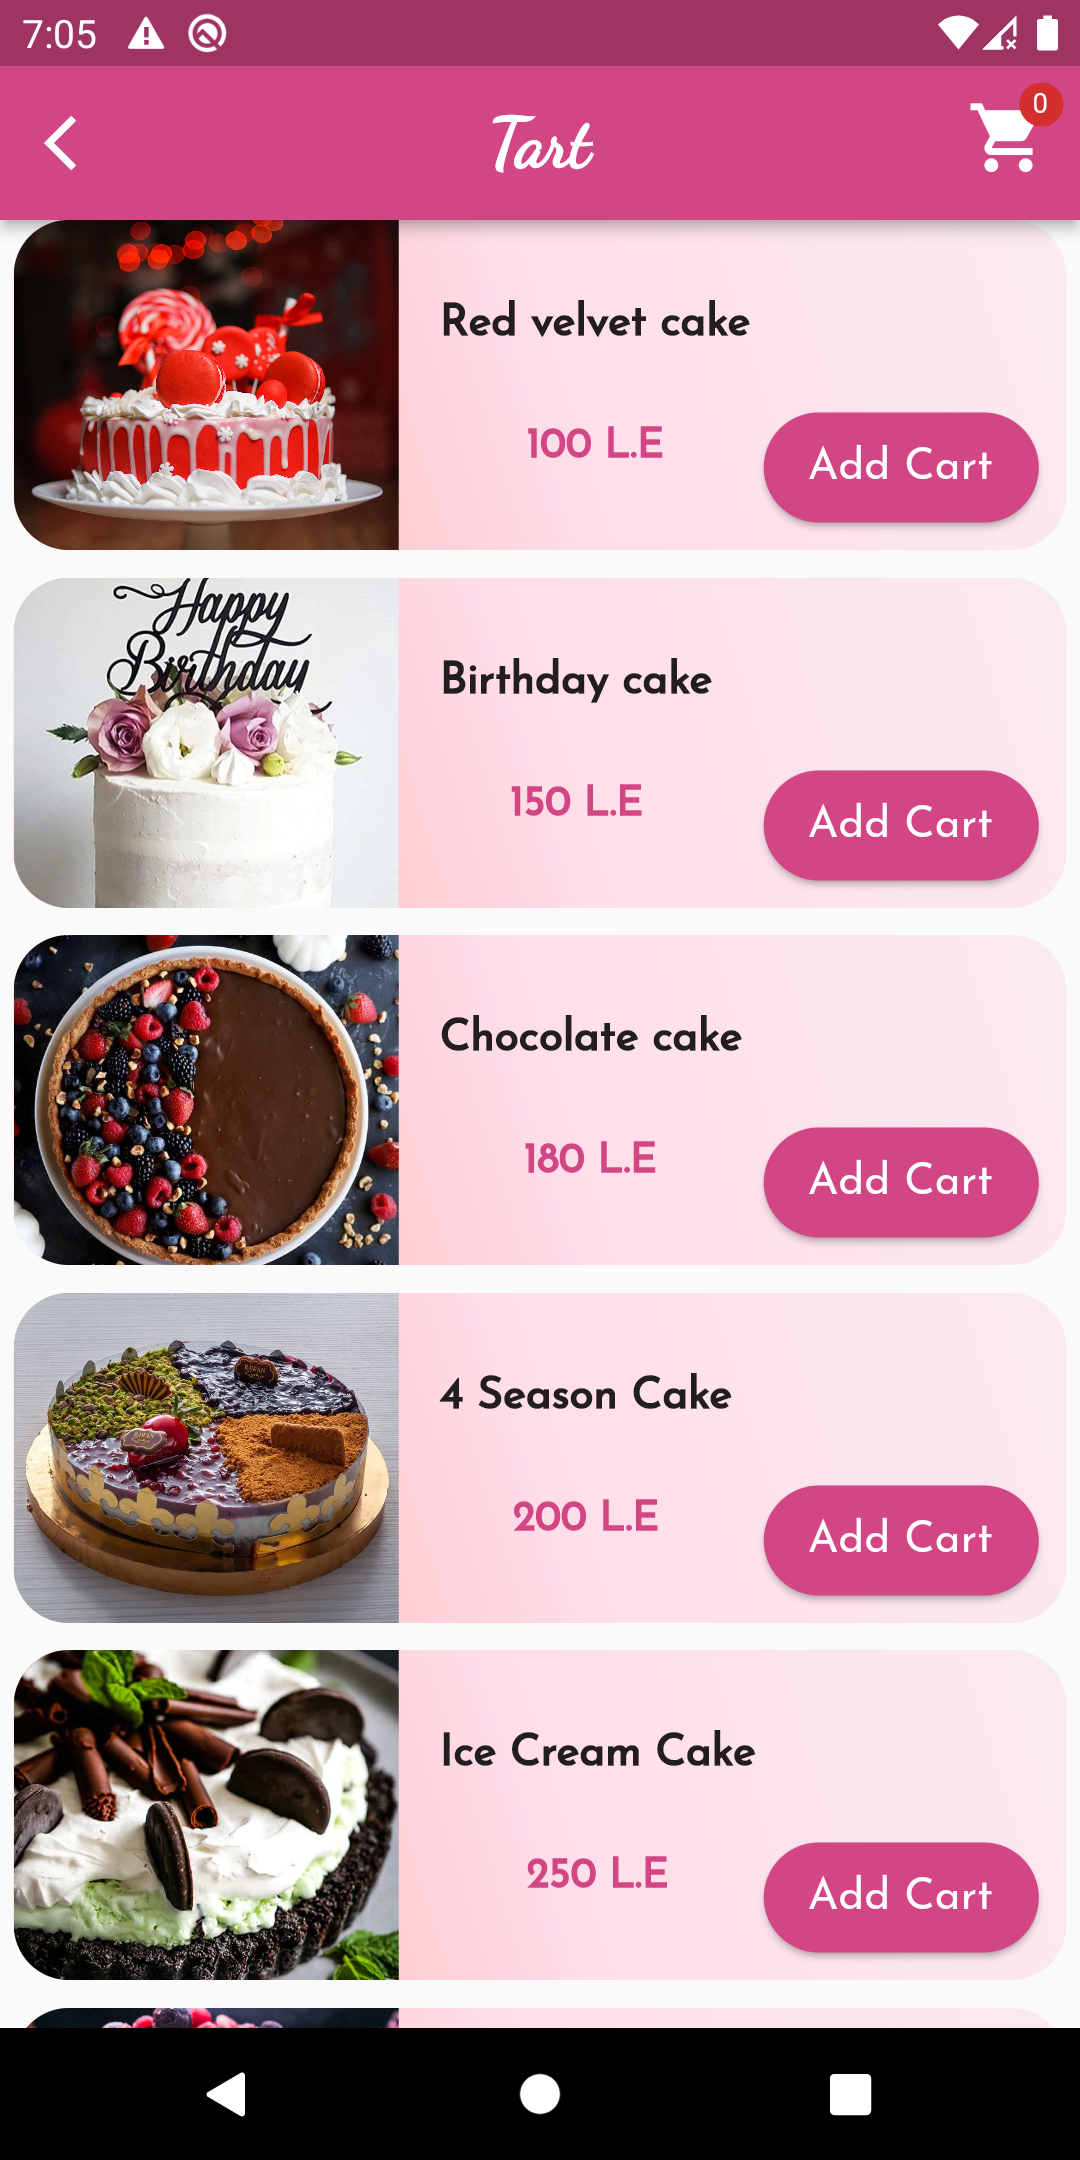 7:05
Tart
0
Red velvet cake
100 L.E
Add Cart
Happy
Birthday
Birthday cake
150 L.E
Add Cart
Chocolate cake
180 L.E
Add Cart
4 Season Cake
200 L.E
Add Cart
Ice Cream Cake
250 L.E
Add Cart